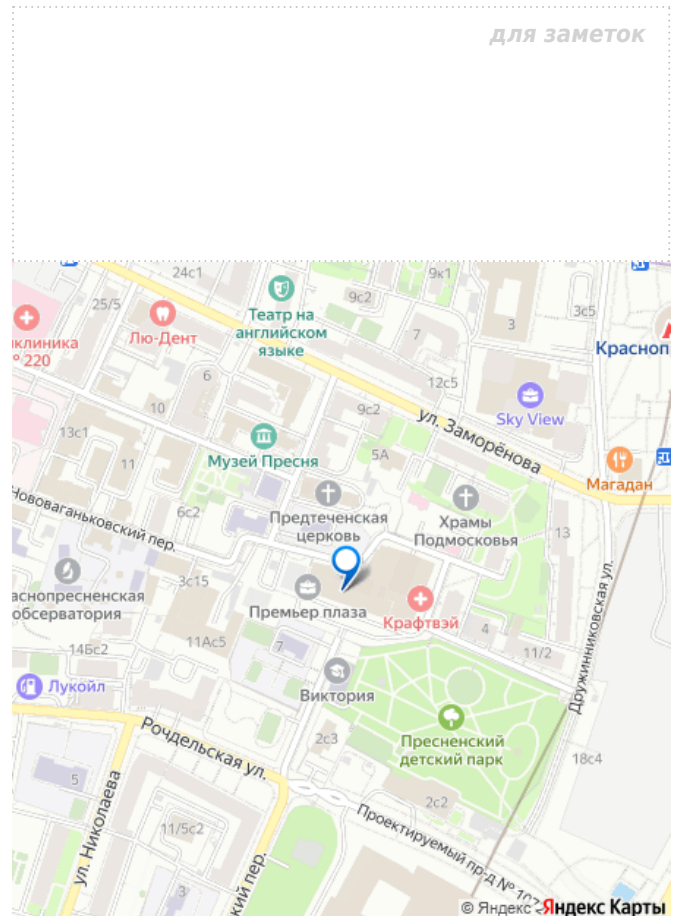 для заметок
24с1
9к1
9с2
25/5
Театр на
английском
языке
Лю-Дент
3с5
3
7
клиника
№ 220
Красноп
6
12с5
10
9с2
Sky View
ул. Заморёнова
13с1
11
Музей Пресня
5А
Магадан
Нововаганьковский пер.
6с2
Предтеченская
церковь
Храмы
Подмосковья
13
3с15
аснопресненская
обсерватория
Премьер плаза
Крафтвэй
Дружинниковская ул.
11Ас5
7
4
14Бс2
11/2
Лукойл
Виктория
Рочдельская ул.
2с3
Пресненский
детский парк
18с4
5
ул. Николаева
2с2
11/5с2
Проектируемый пр-д №
3
кий пер.
© Яндекс Яндекс Карты